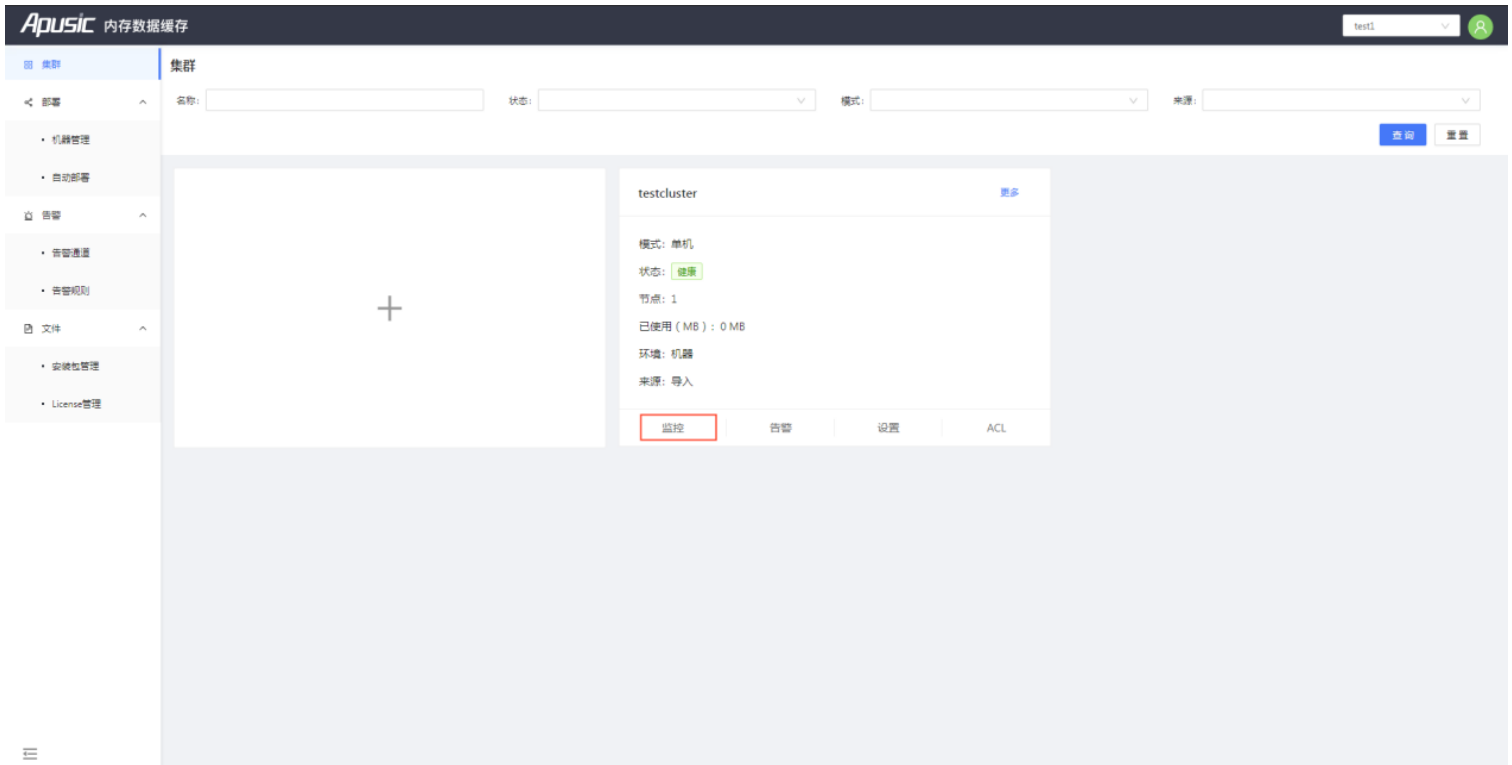 Apusic 内存数据缓存
test1
集群
部署
机器管理
自动部署
告警
告警通道
告警规则
文件
安装包管理
License管理
集群
名称:
状态:
模式:
来源:
查 询
重 置
testcluster
更多
模式: 单机
状态: 健康
节点: 1
已使用 ( MB ) : 0 MB
环境: 机器
来源: 导入
监控
告警
设置
ACL